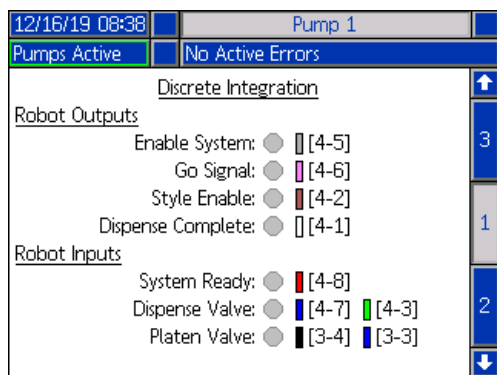 12/16/19 08:38 Pump 1
Pumps Active No Active Errors
Discrete Integration
Robot Outputs
3
Enable System: [4-5]
Go Signal: [4-6]
Style Enable: [4-2]
Dispense Complete: [4-1]
1
Robot Inputs
System Ready: [4-8]
Dispense Valve: [4-7] [4-3]
2
Platen Valve: [3-4] [3-3]